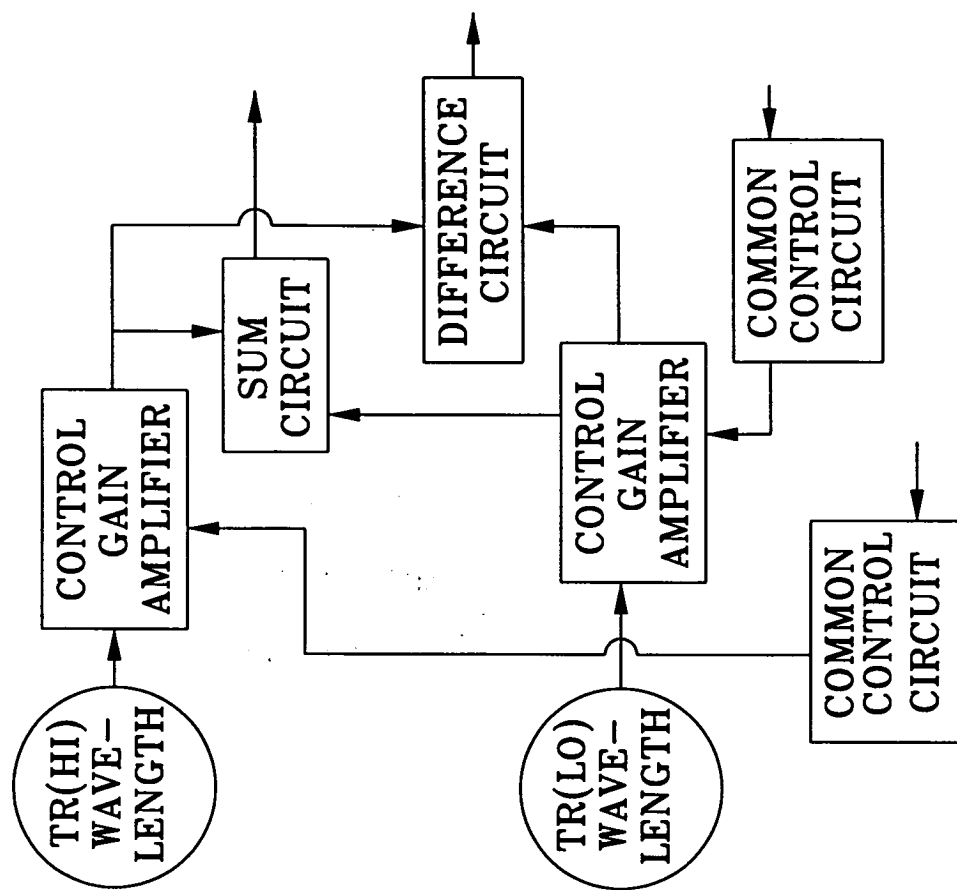 TR(HI)
WAVE-
LENGTH
CONTROL
GAIN
AMPLIFIER
SUM
CIRCUIT
DIFFERENCE
CIRCUIT
TR(LO)
WAVE-
LENGTH
CONTROL
GAIN
AMPLIFIER
COMMON
CONTROL
CIRCUIT
COMMON
CONTROL
CIRCUIT